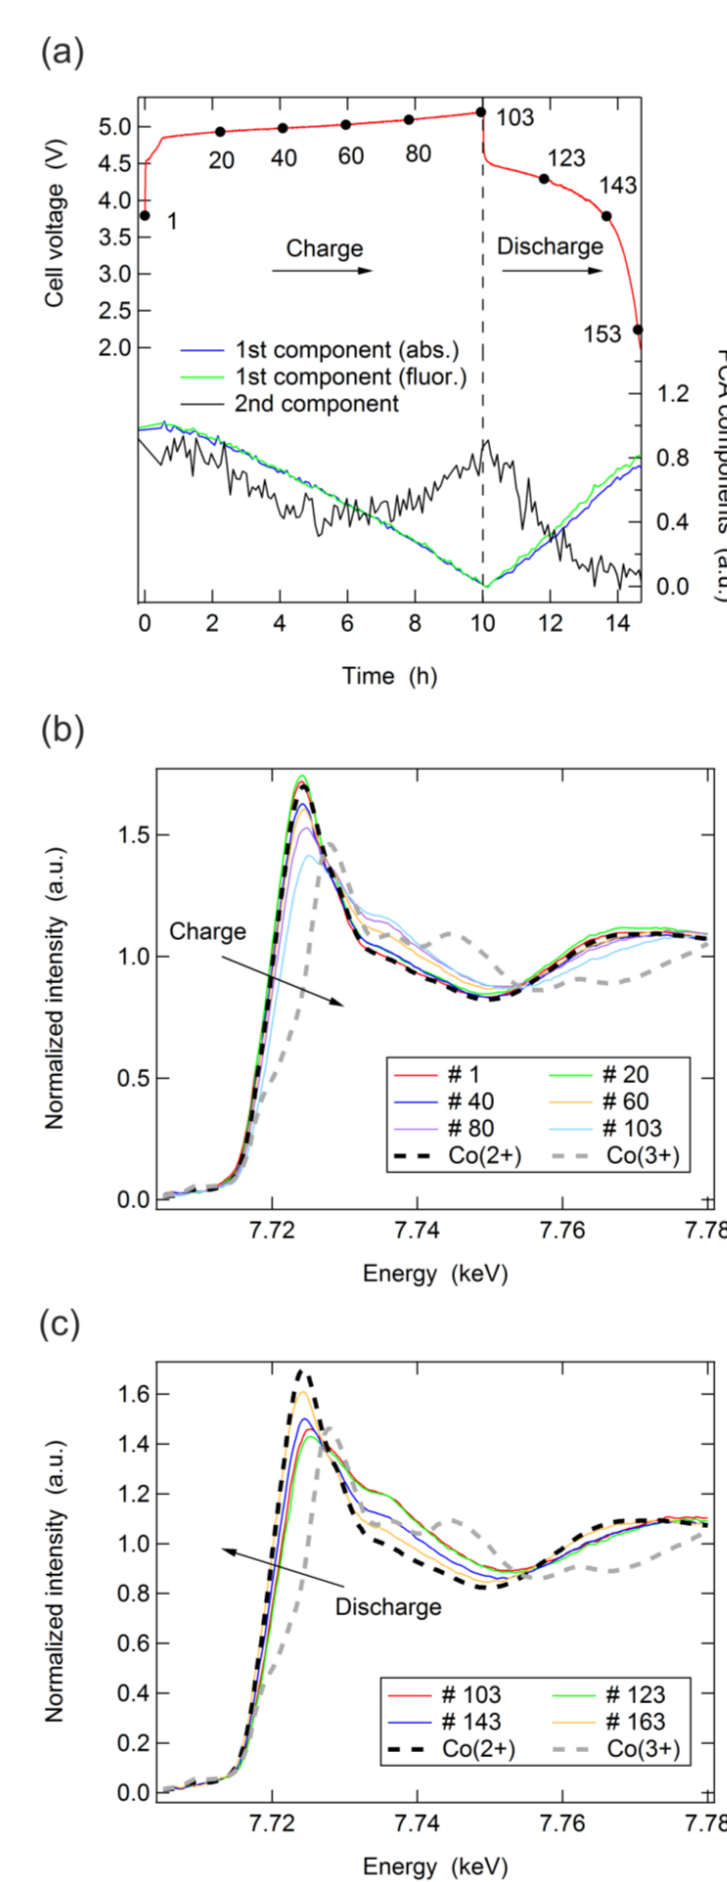 (a)
5.0
4.5
4.0
3.5
3.0
2.5
2.0
Cell voltage (V)
1
20
40
60
80
103
123
143
153
Charge
Discharge
1st component (abs.)
1st component (fluor.)
2nd component
1.2
0.8
0.4
0.0
components (a.u.)
0 2 4 6 8 10 12 14
Time (h)
(b)
1.5
1.0
0.5
0.0
Normalized intensity (a.u.)
Charge
# 1 # 20
# 40 # 60
# 80 # 103
Co(2+) Co(3+)
7.72 7.74 7.76 7.78
Energy (keV)
(c)
1.6
1.4
1.2
1.0
0.8
0.6
0.4
0.2
0.0
Normalized intensity (a.u.)
Discharge
# 103 # 123
# 143 # 163
Co(2+) Co(3+)
7.72 7.74 7.76 7.78
Energy (keV)